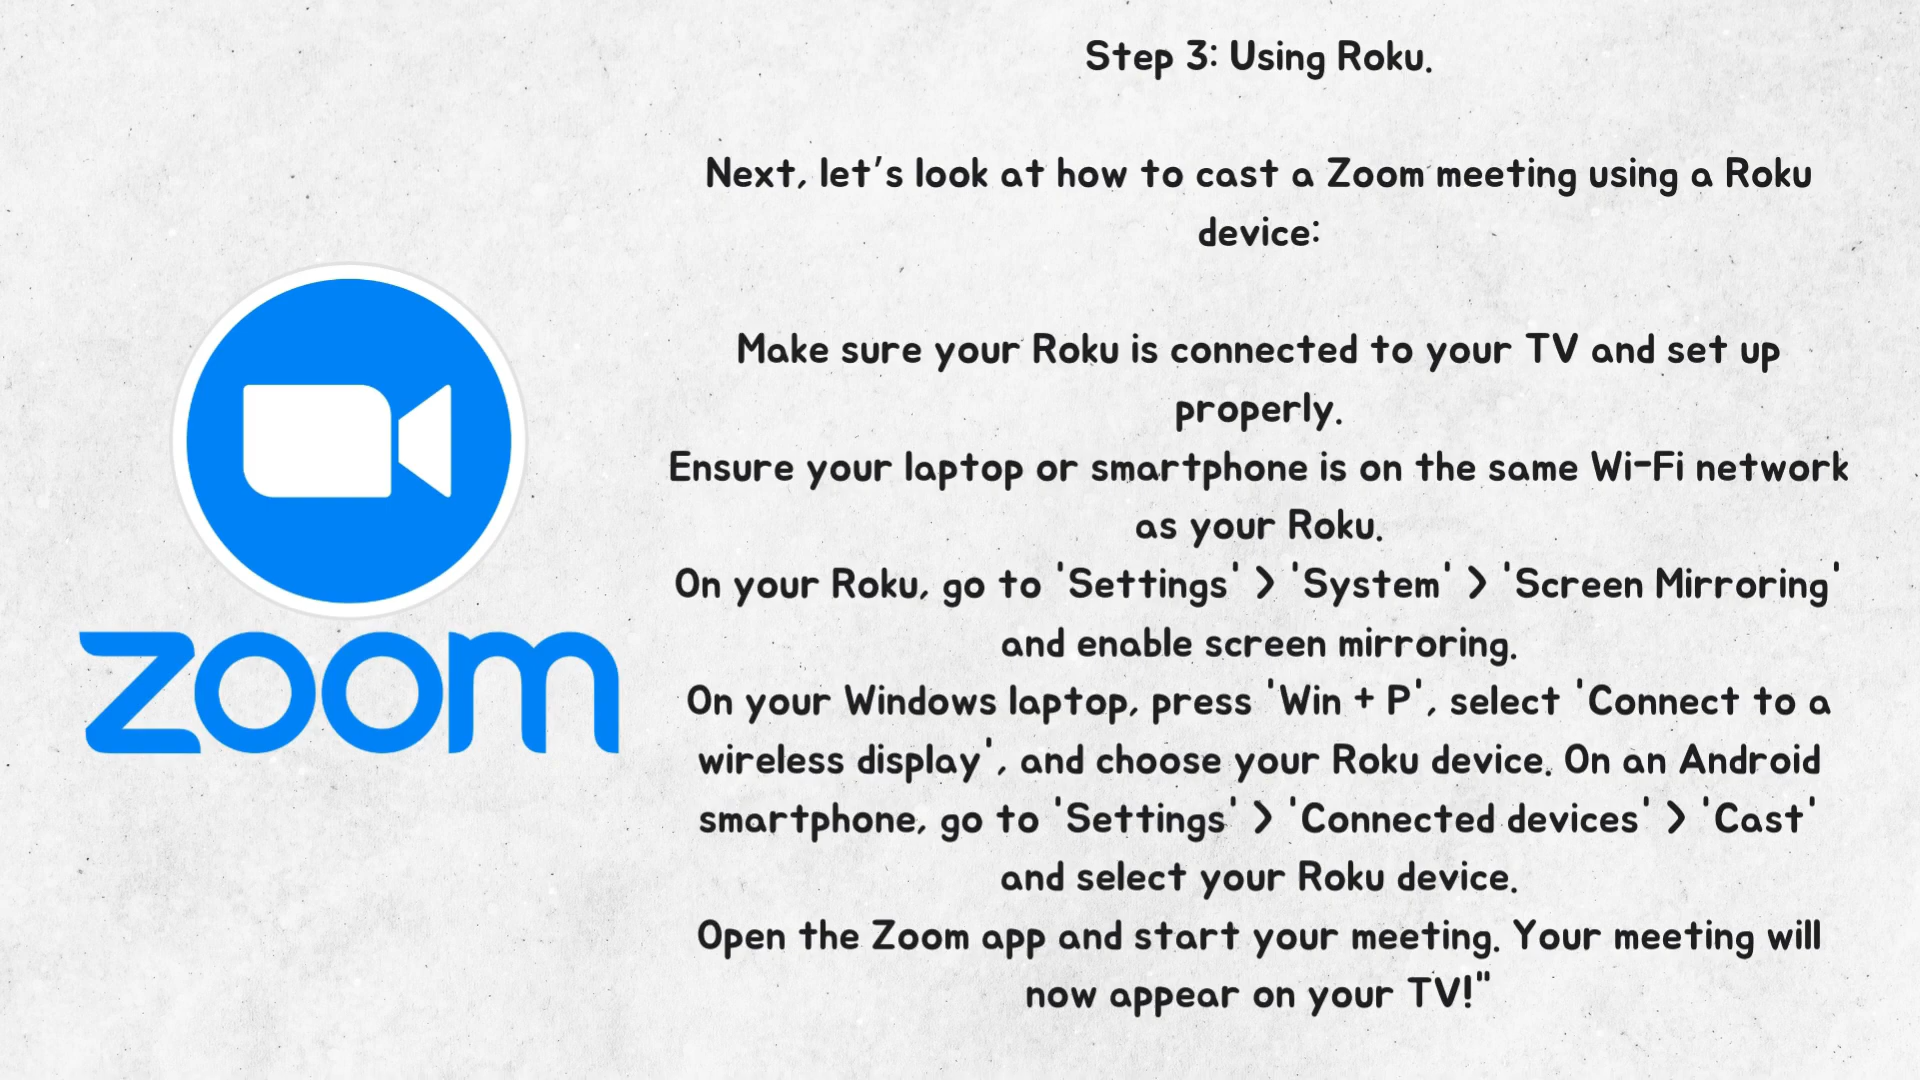 Step 3: Using Roku.
Next, let's look at how to cast a Zoom meeting using a Roku
device:
Make sure your Roku is connected to your TV and set up
properly.
Ensure your laptop or smartphone is on the same Wi-Fi network
as your Roku.
On your Roku, go to 'Settings' > 'System' > 'Screen Mirroring'
and enable screen mirroring.
On your Windows laptop, press 'Win + P', select 'Connect to a
wireless display', and choose your Roku device. On an Android
smartphone, go to 'Settings' > 'Connected devices' > 'Cast'
and select your Roku device.
Open the Zoom app and start your meeting. Your meeting will
now appear on your TV!"
zoom